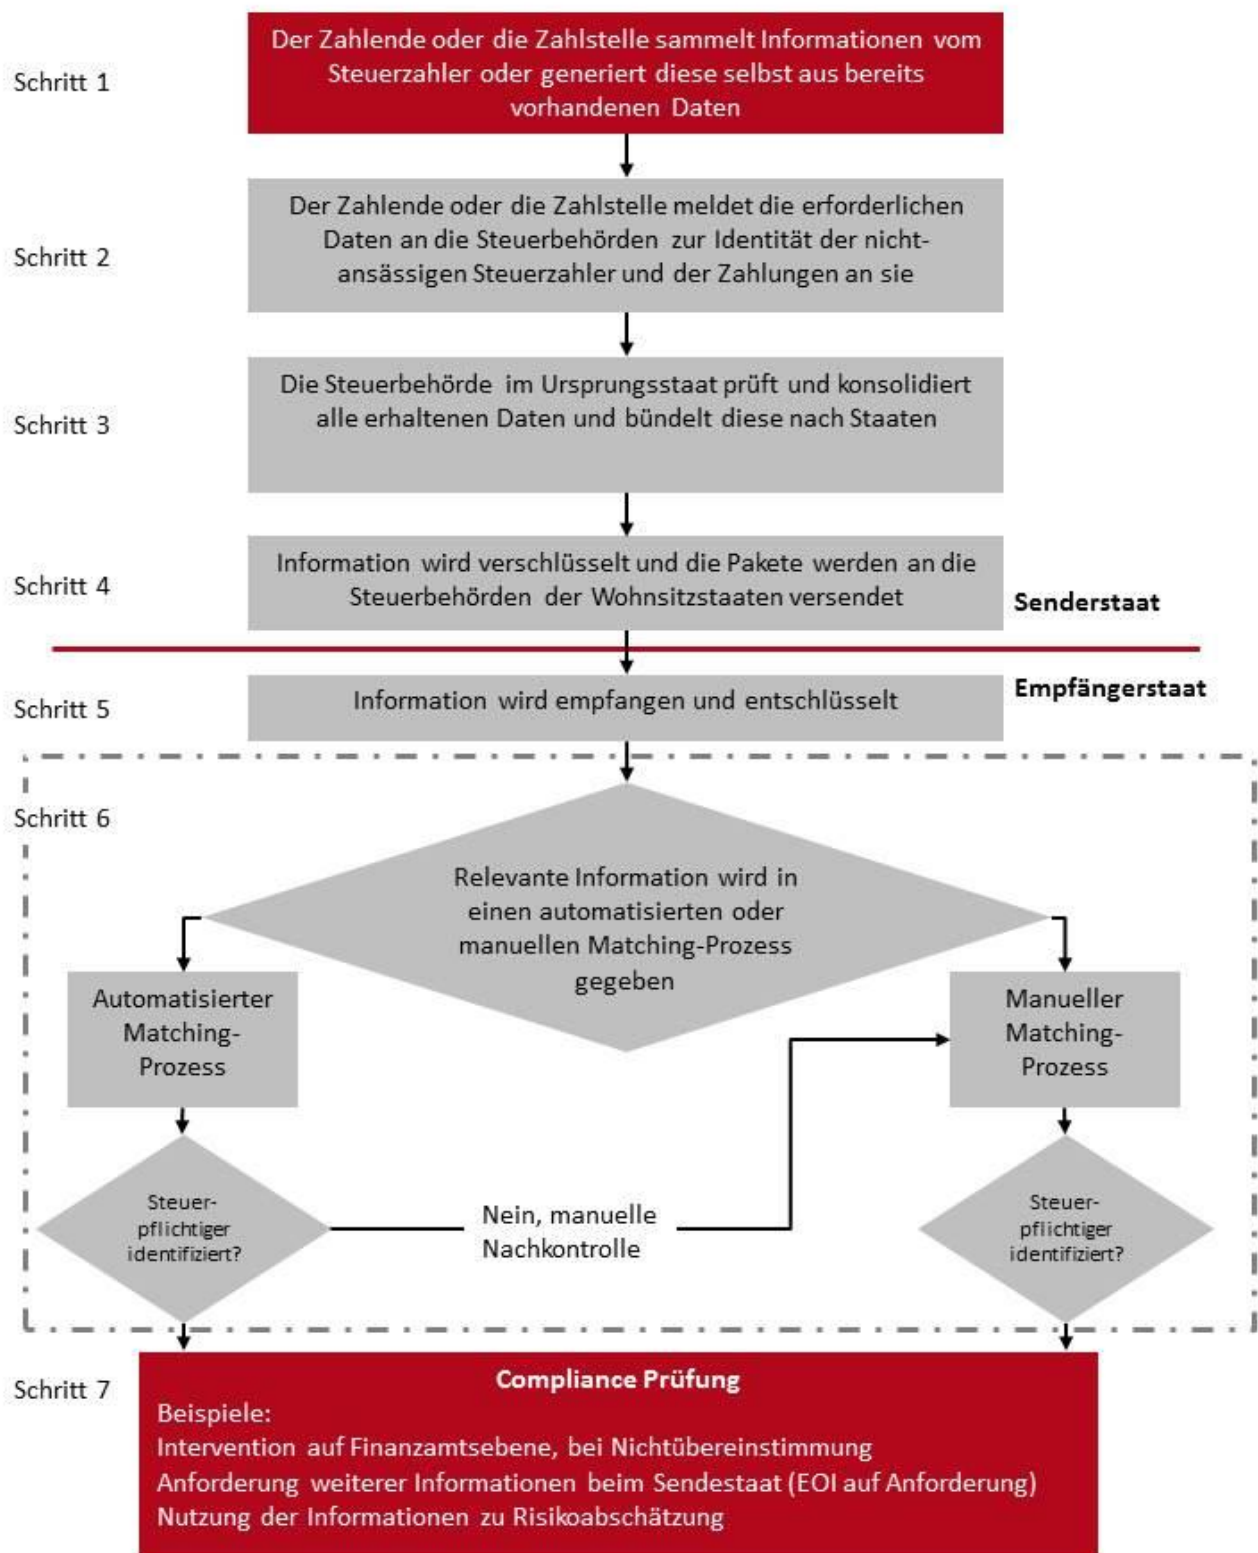 Schritt 1
Der Zahlende oder die Zahlstelle sammelt Informationen vom
Steuerzahler oder generiert diese selbst aus bereits
vorhandenen Daten
Schritt 2
Der Zahlende oder die Zahlstelle meldet die erforderlichen
Daten an die Steuerbehörden zur Identität der nicht-
ansässigen Steuerzahler und der Zahlungen an sie
Schritt 3
Die Steuerbehörde im Ursprungsstaat prüft und konsolidiert
alle erhaltenen Daten und bündelt diese nach Staaten
Schritt 4
Information wird verschlüsselt und die Pakete werden an die
Steuerbehörden der Wohnsitzstaaten versendet
Senderstaat
Empfängerstaat
Schritt 5
Information wird empfangen und entschlüsselt
Schritt 6
Relevante Information wird in
einen automatisierten oder
manuellen Matching-Prozess
gegeben
Automatisierter
Matching-
Prozess
Manueller
Matching-
Prozess
Steuer-
pflichtiger
identifiziert?
Nein, manuelle
Nachkontrolle
Steuer-
pflichtiger
identifiziert?
Schritt 7
Compliance Prüfung
Beispiele:
Intervention auf Finanzamtsebene, bei Nichtübereinstimmung
Anforderung weiterer Informationen beim Sendestaat (EOI auf Anforderung)
Nutzung der Informationen zu Risikoabschätzung